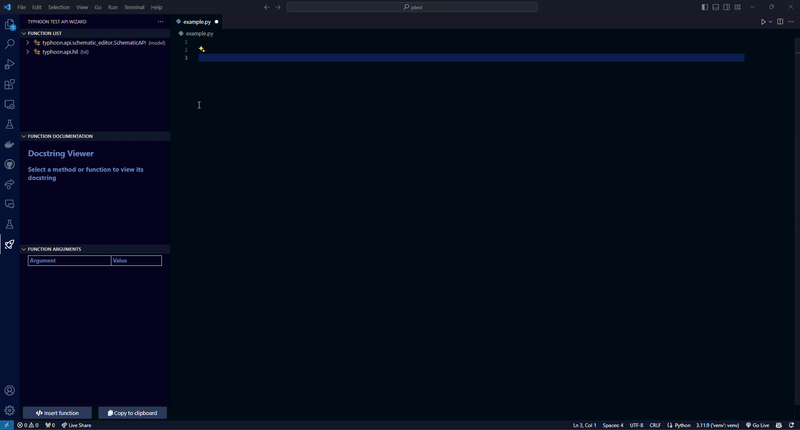 File Edit Selection View Go Run Terminal Help
ptest
TYPHOON TEST API WIZARD
example.py
FUNCTION LIST
example.py
typhoon.api.schematic_editor.SchematicAPI (model)
typhoon.api.hil (hil)
1
2
3
FUNCTION DOCUMENTATION
Docstring Viewer
Select a method or function to view its
docstring
FUNCTION ARGUMENTS
Argument Value
Insert function Copy to clipboard
0 0 0 Live Share Ln 3, Col 1 Spaces: 4 UTF-8 CRLF Python 3.11.9 ('venv': venv) Go Live